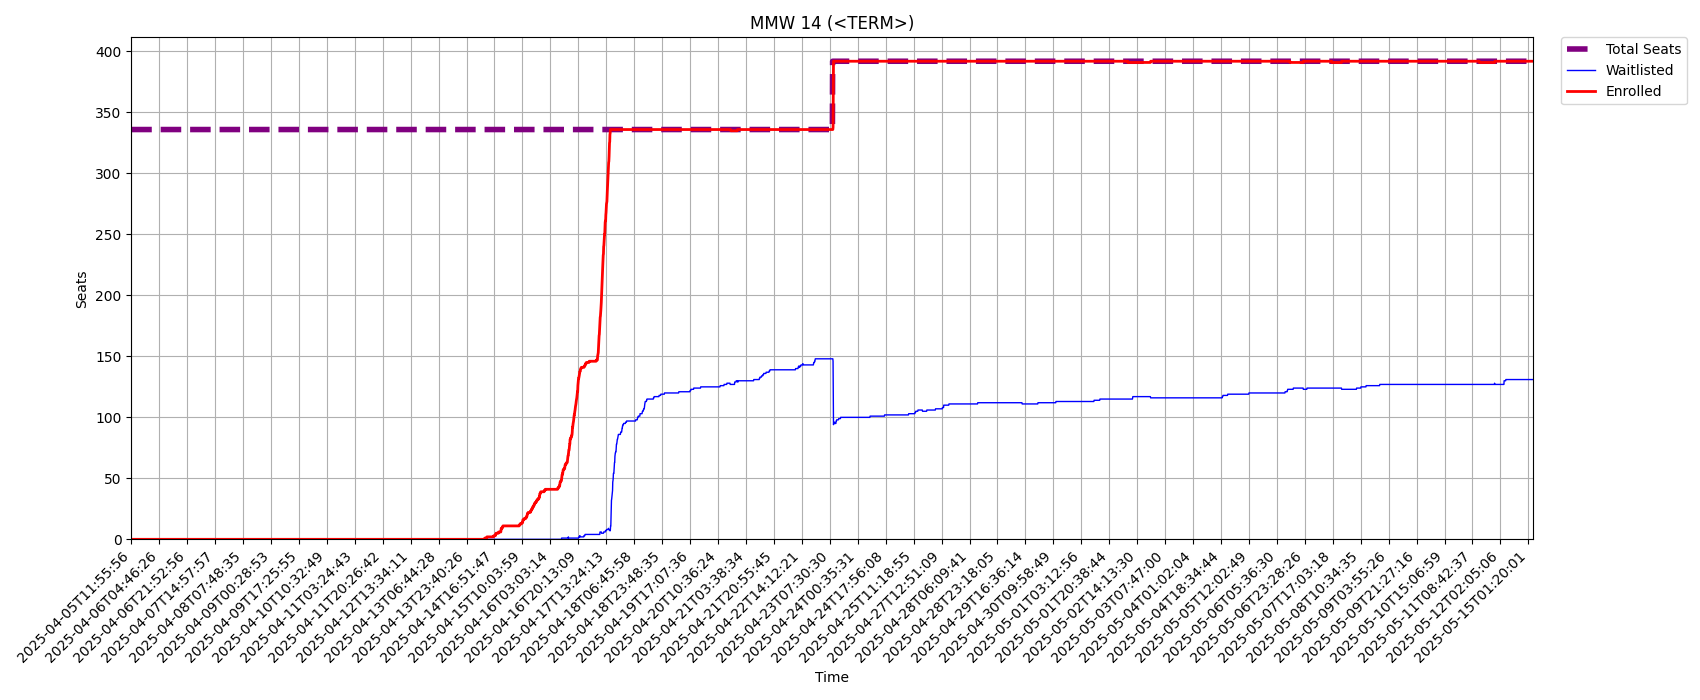 MMW 14 (<TERM>)
400
350
300
250
200
150
100
50
0
Seats
Total Seats
Waitlisted
Enrolled
2025-04-05T11:55:56
2025-04-06T04:46:26
2025-04-06T21:52:56
2025-04-07T14:57:57
2025-04-08T07:48:35
2025-04-09T00:28:53
2025-04-09T17:25:55
2025-04-10T10:32:49
2025-04-11T03:24:43
2025-04-11T20:26:42
2025-04-12T13:34:11
2025-04-13T06:44:28
2025-04-13T23:40:26
2025-04-14T16:51:47
2025-04-15T10:03:59
2025-04-16T03:03:14
2025-04-16T20:13:09
2025-04-17T13:24:13
2025-04-18T06:45:58
2025-04-18T23:48:35
2025-04-19T17:07:36
2025-04-20T10:36:24
2025-04-21T03:38:34
2025-04-21T20:55:45
2025-04-22T14:12:21
2025-04-23T07:30:30
2025-04-24T00:35:31
2025-04-24T17:56:08
2025-04-25T11:18:55
2025-04-27T12:51:09
2025-04-28T06:09:41
2025-04-28T23:18:05
2025-04-29T16:36:14
2025-04-30T09:58:49
2025-05-01T03:12:56
2025-05-01T20:38:44
2025-05-02T14:13:30
2025-05-03T07:47:00
2025-05-04T01:02:04
2025-05-04T18:34:44
2025-05-05T12:02:49
2025-05-06T05:36:30
2025-05-06T23:28:26
2025-05-07T17:03:18
2025-05-08T10:34:35
2025-05-09T03:55:26
2025-05-09T21:27:16
2025-05-10T15:06:59
2025-05-11T08:42:37
2025-05-12T02:05:06
2025-05-15T01:20:01
Time